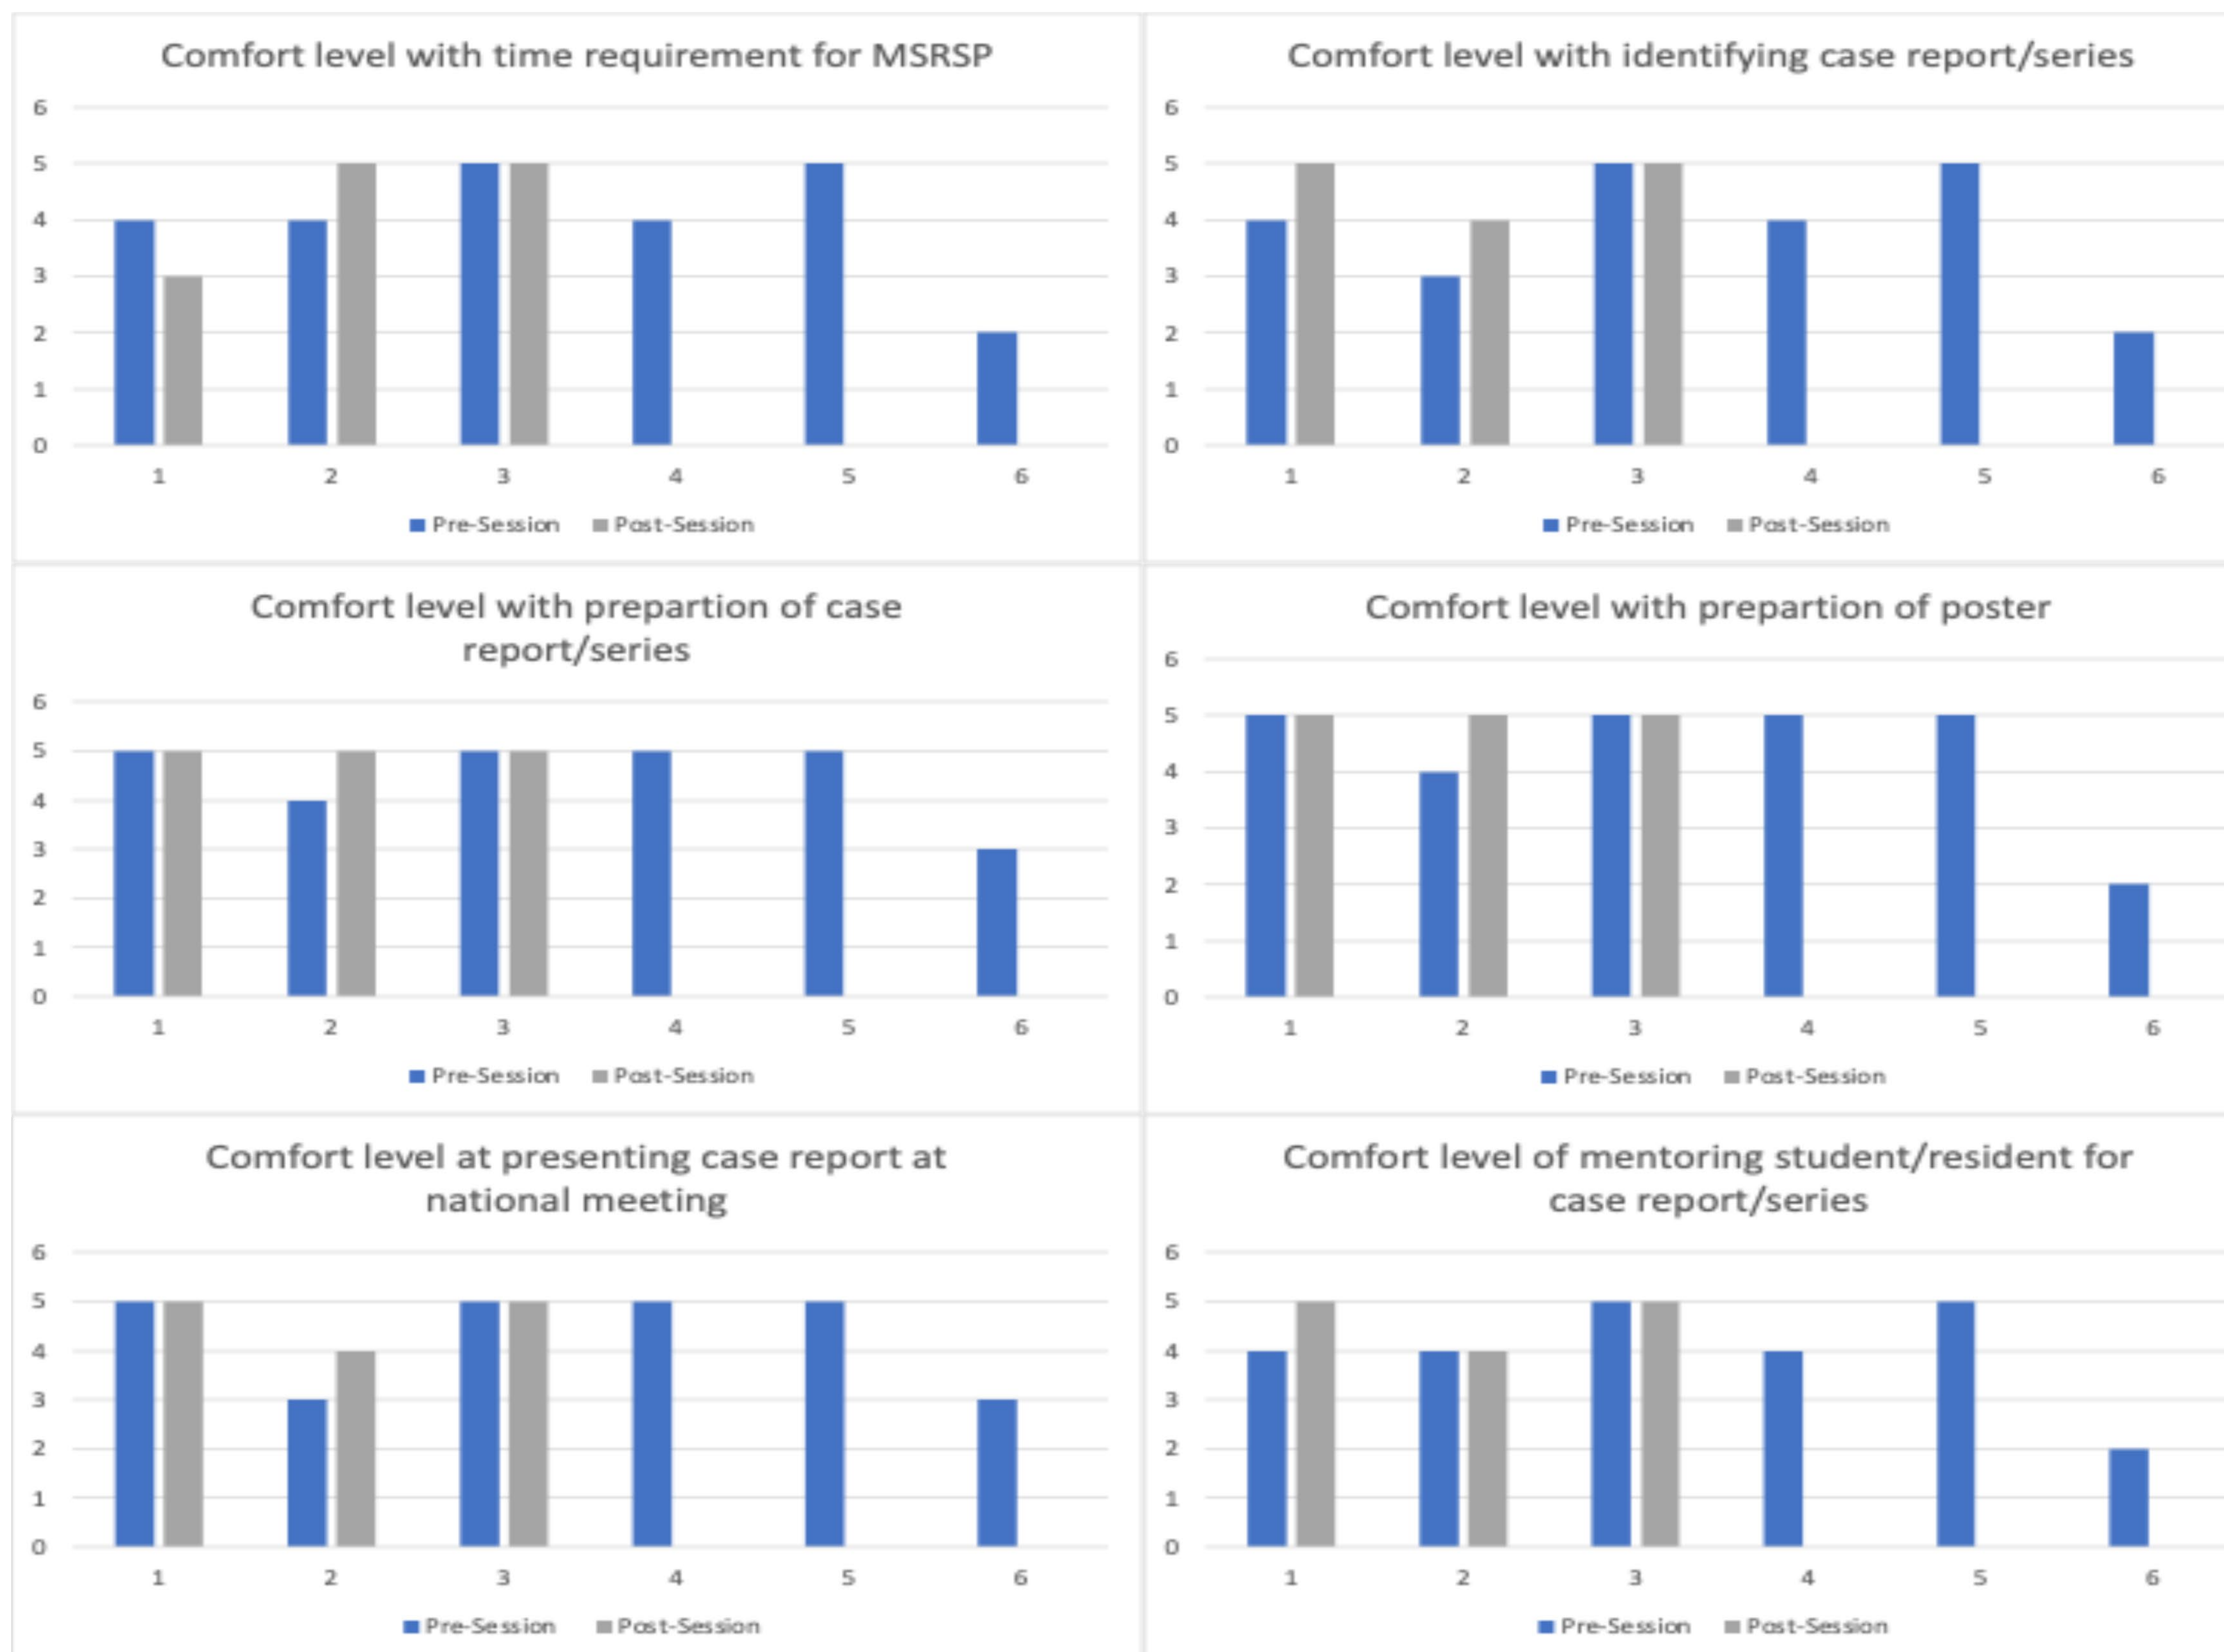 Comfort level with time requirement for MSRSP
6
5
4
3
2
1
0
1 2 3 4 5 6
Pre-Session Post-Session
Comfort level with identifying case report/series
6
5
4
3
2
1
0
1 2 3 4 5 6
Pre-Session Post-Session
Comfort level with prepartion of case
report/series
6
5
4
3
2
1
0
1 2 3 4 5 6
Pre-Session Post-Session
Comfort level with prepartion of poster
6
5
4
3
2
1
0
1 2 3 4 5 6
Pre-Session Post-Session
Comfort level at presenting case report at
national meeting
6
5
4
3
2
1
0
1 2 3 4 5 6
Pre-Session Post-Session
Comfort level of mentoring student/resident for
case report/series
6
5
4
3
2
1
0
1 2 3 4 5 6
Pre-Session Post-Session